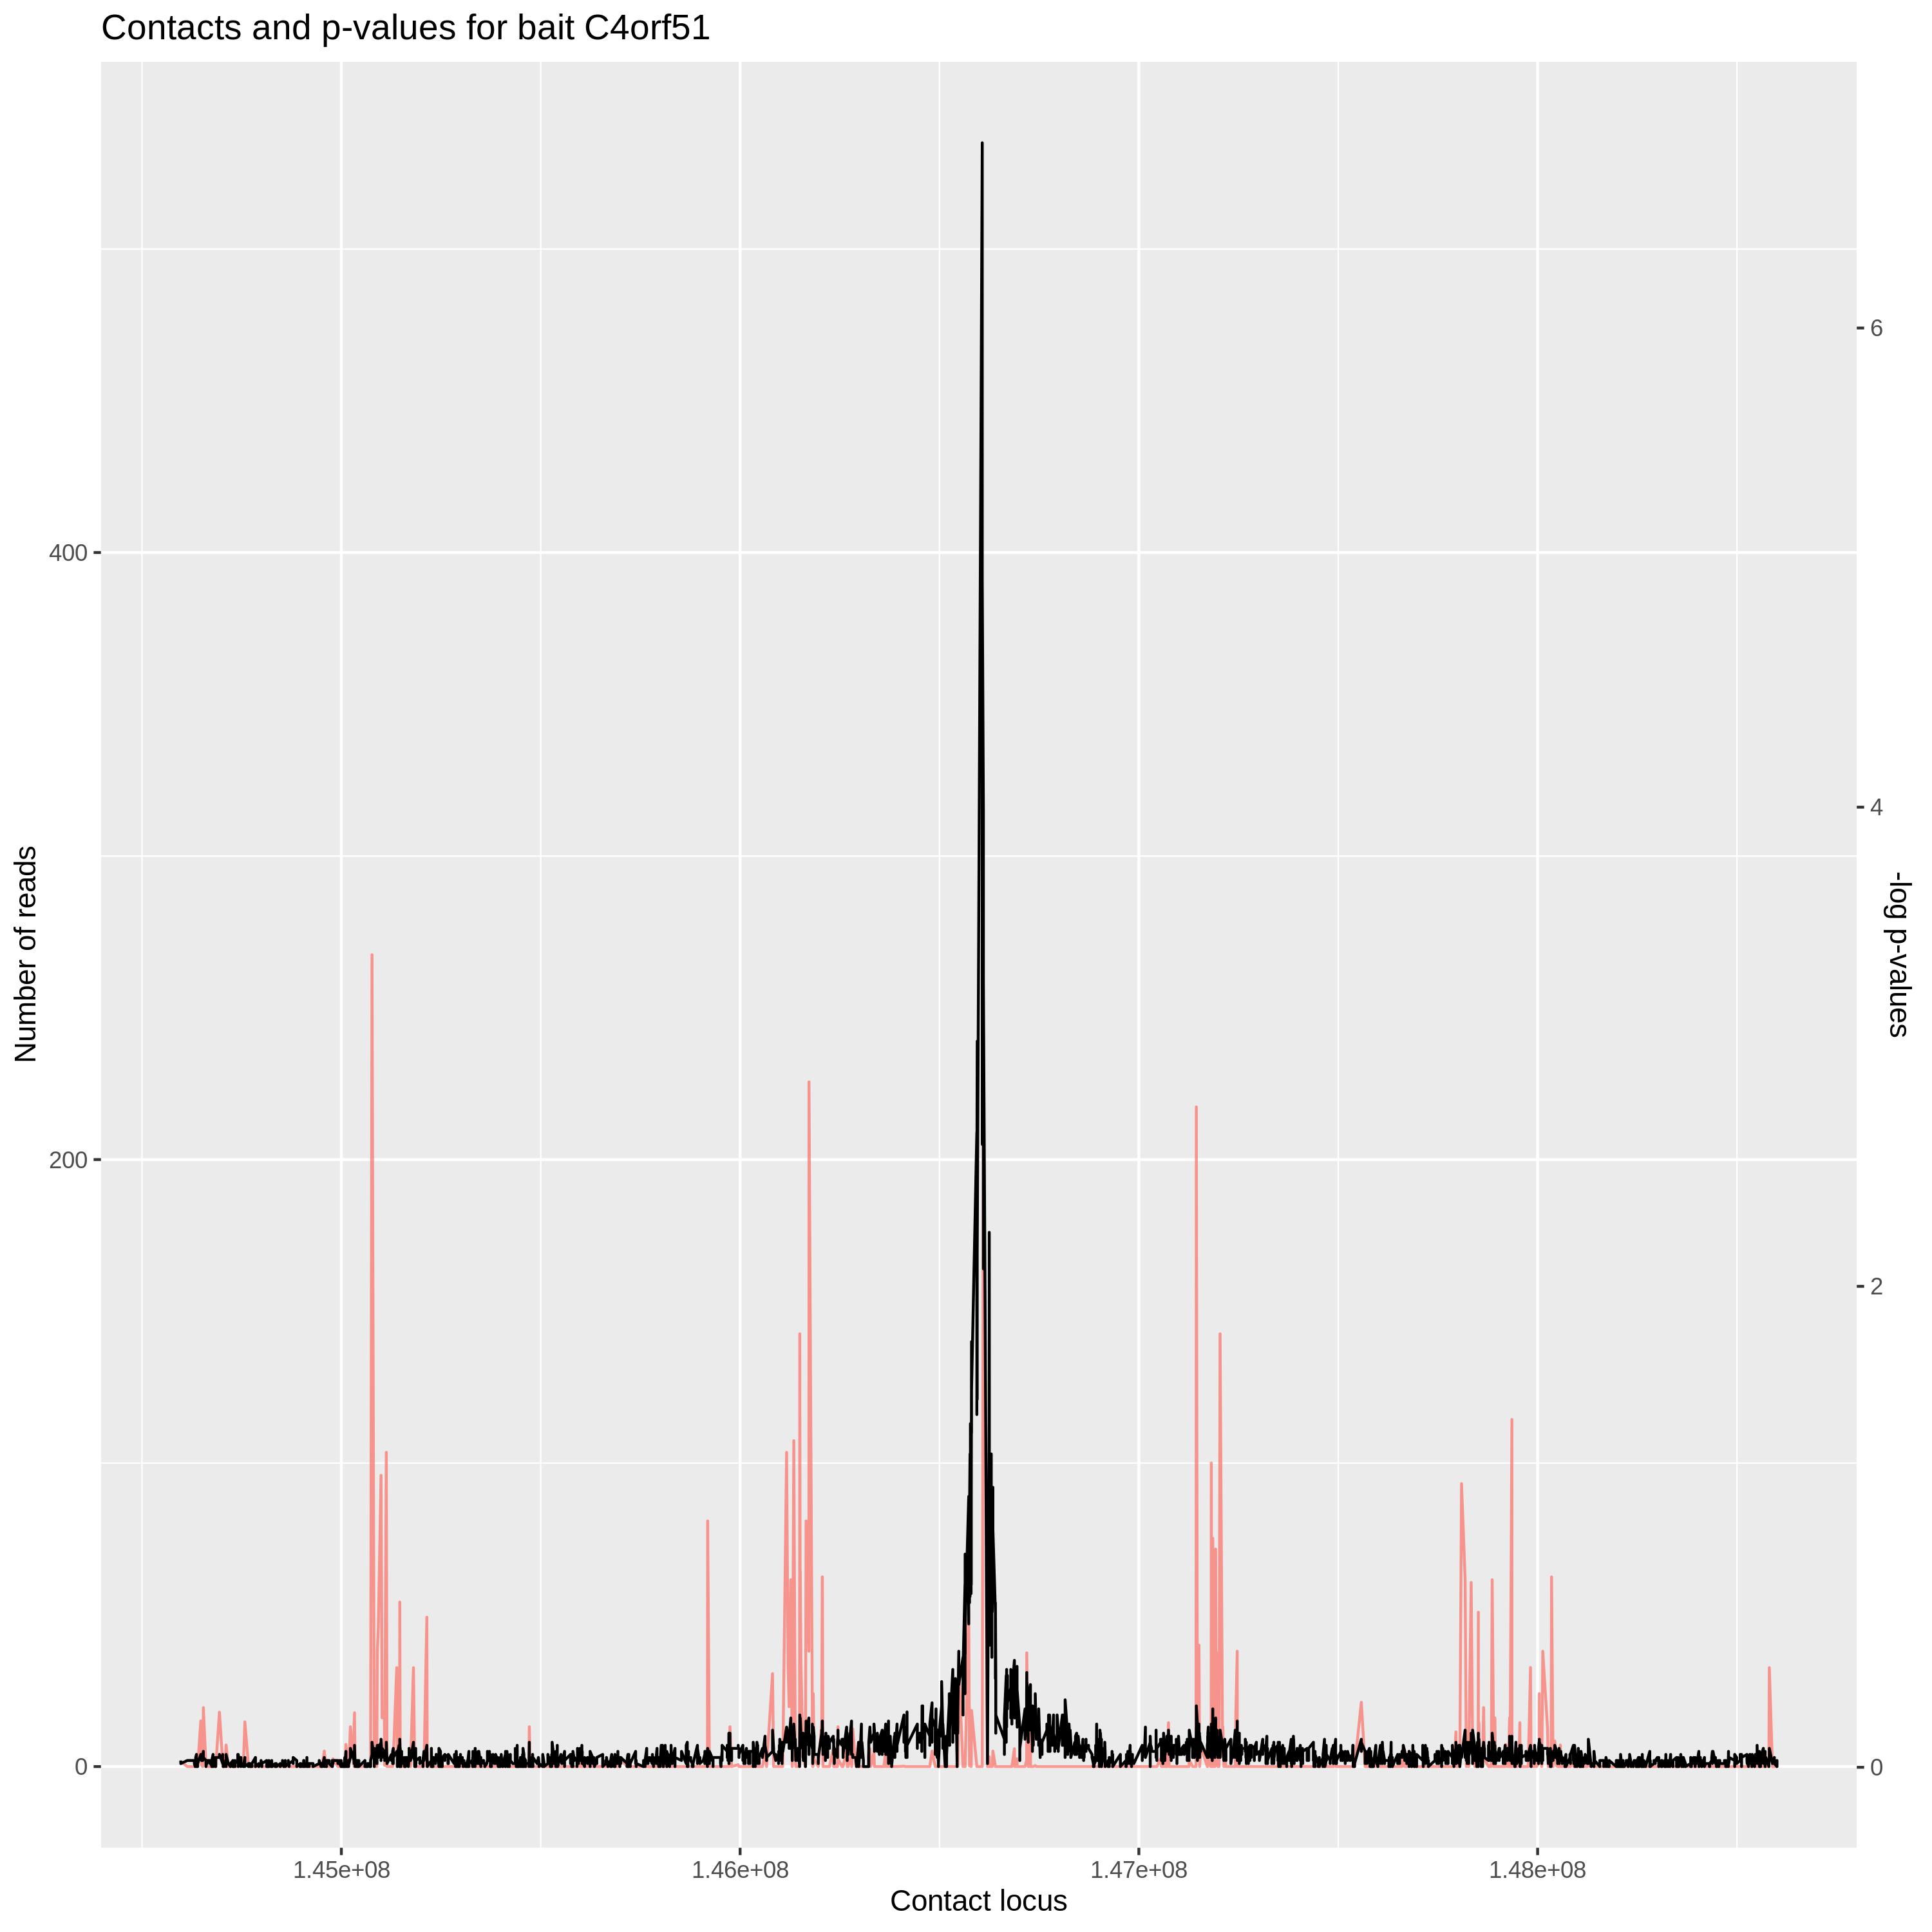 Contacts and p-values for bait C4orf51
Number of reads
400
200
0
6
4
2
0
-log p-values
1.45e+08
1.46e+08
1.47e+08
1.48e+08
Contact locus